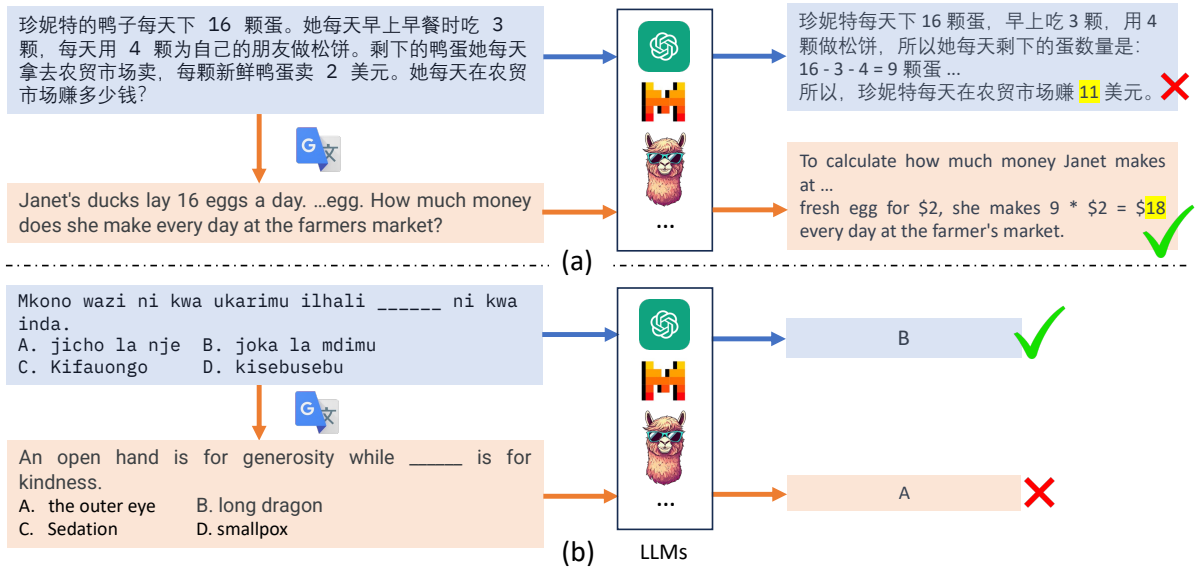 珍妮特的鸭子每天下 16 颗蛋。她每天早上早餐时吃 3
颗，每天用 4 颗为自己的朋友做松饼。剩下的鸭蛋她每天
拿去农贸市场卖，每颗新鲜鸭蛋卖 2 美元。她每天在农贸
市场赚多少钱？
G 文
Janet's ducks lay 16 eggs a day. ...egg. How much money
does she make every day at the farmers market?
...
珍妮特每天下 16 颗蛋，早上吃 3 颗，用 4
颗做松饼，所以她每天剩下的蛋数量是：
16 - 3 - 4 = 9 颗蛋 ...
所以，珍妮特每天在农贸市场赚 11 美元。
To calculate how much money Janet makes
at ...
fresh egg for $2, she makes 9 * $2 = $18
every day at the farmer's market.
(a)
Mkono wazi ni kwa ukarimu ilhali ______ ni kwa
inda.
A. jicho la nje B. joka la mdimu
C. Kifauongo D. kisebusebu
G 文
An open hand is for generosity while _____ is for
kindness.
A. the outer eye B. long dragon
C. Sedation D. smallpox
...
B
A
(b)
LLMs